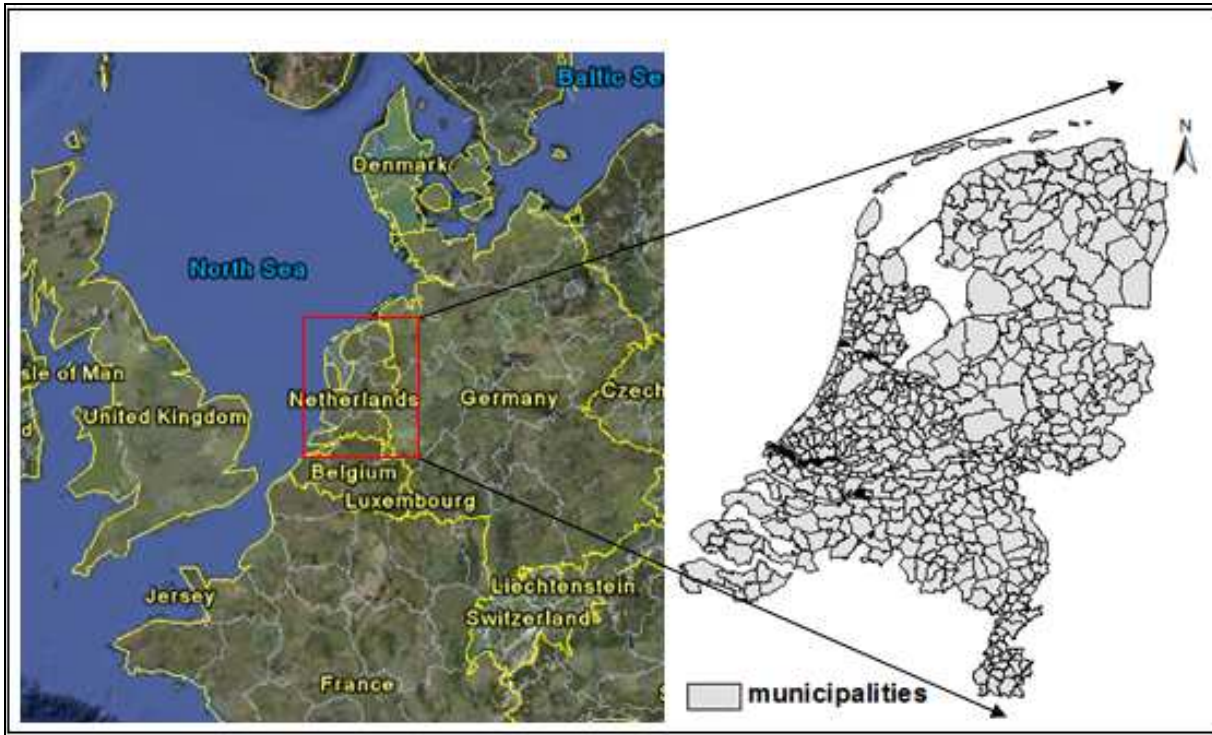 Baltic Se
Denmark
North Sea
sle of Man
United Kingdom
d
Netherlands
Germany
Czech
Belgium
Luxembourg
Jersey
Liechtenstein
Switzerland
France
S
N
municipalities